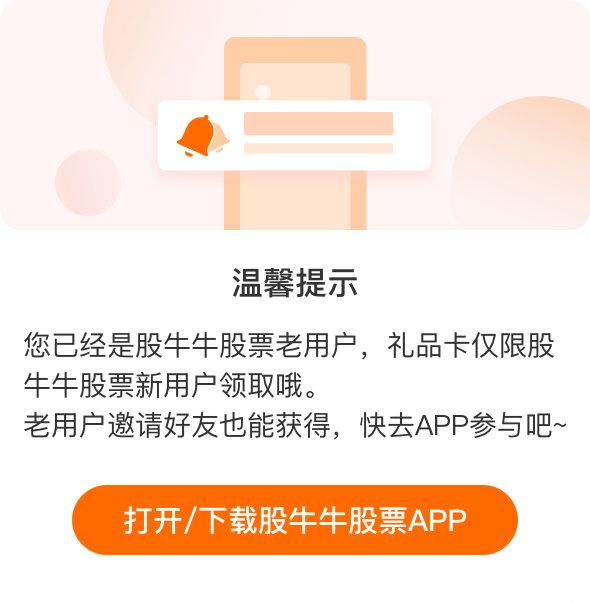 温馨提示
您已经是股牛牛股票老用户，礼品卡仅限股
牛牛股票新用户领取哦。
老用户邀请好友也能获得，快去APP参与吧~
打开/下载股牛牛股票APP